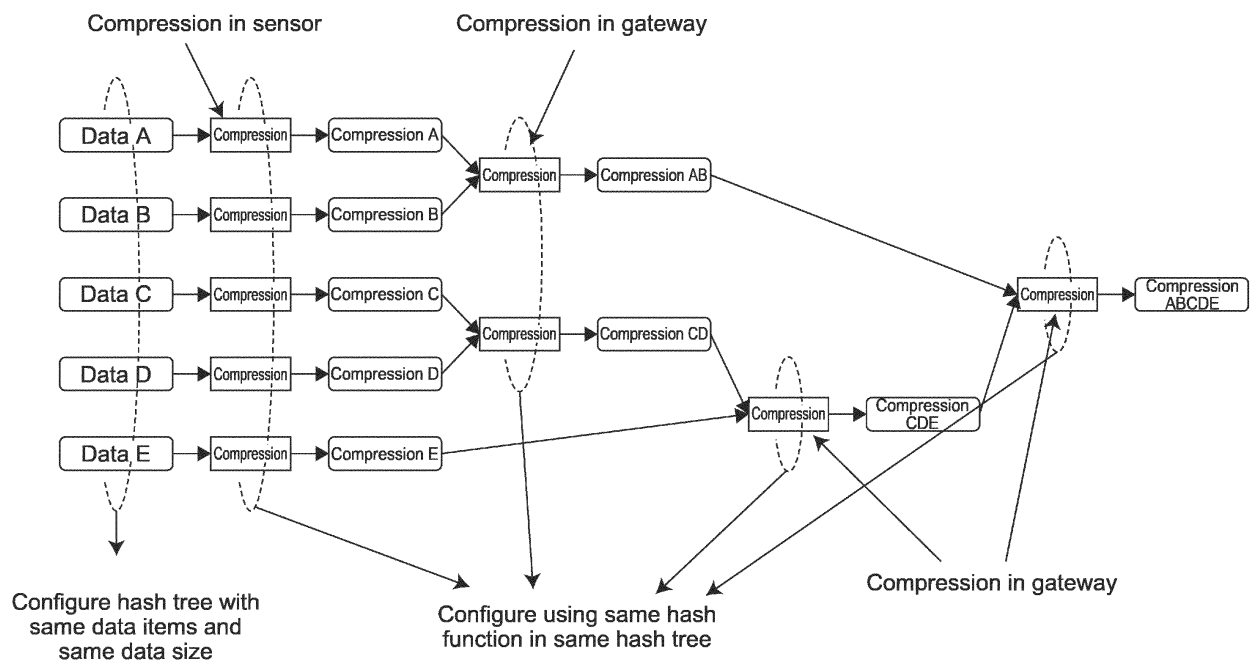 Compression in sensor
Compression in gateway
Data A
Compression
Compression A
Compression
Compression AB
Data B
Compression
Compression B
Data C
Compression
Compression C
Compression
Compression CD
Data D
Compression
Compression D
Compression
Compression
ABCDE
Data E
Compression
Compression E
Compression
Compression
CDE
Configure hash tree with
same data items and
same data size
Configure using same hash
function in same hash tree
Compression in gateway